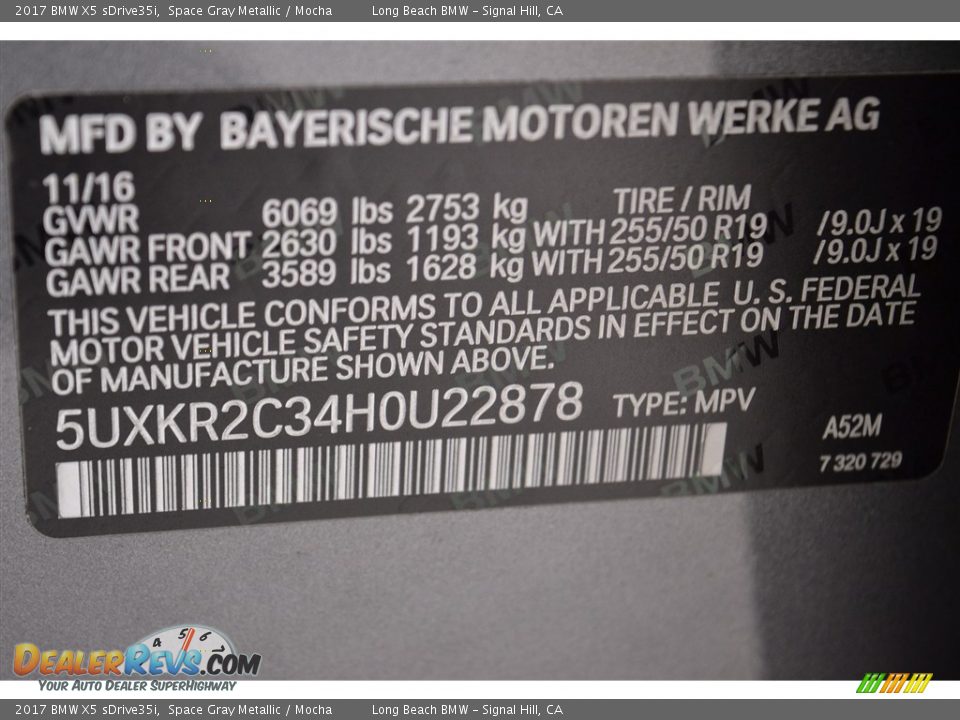 2017 BMW X5 sDrive35i, Space Gray Metallic / Mocha Long Beach BMW - Signal Hill, CA
MFD BY BAYERISCHE MOTOREN WERKE AG
11/16
GVWR 6069 lbs 2753 kg TIRE / RIM
GAWR FRONT 2630 lbs 1193 kg WITH 255/50 R19 /9.0J x 19
GAWR REAR 3589 lbs 1628 kg WITH 255/50 R19 /9.0J x 19
THIS VEHICLE CONFORMS TO ALL APPLICABLE U. S. FEDERAL
MOTOR VEHICLE SAFETY STANDARDS IN EFFECT ON THE DATE
OF MANUFACTURE SHOWN ABOVE.
5UXKR2C34H0U22878 TYPE: MPV
A52M
7 320 729
4 5 6
DEALERREVS.COM
YOUR AUTO DEALER SUPERHIGHWAY
2017 BMW X5 sDrive35i, Space Gray Metallic / Mocha Long Beach BMW - Signal Hill, CA